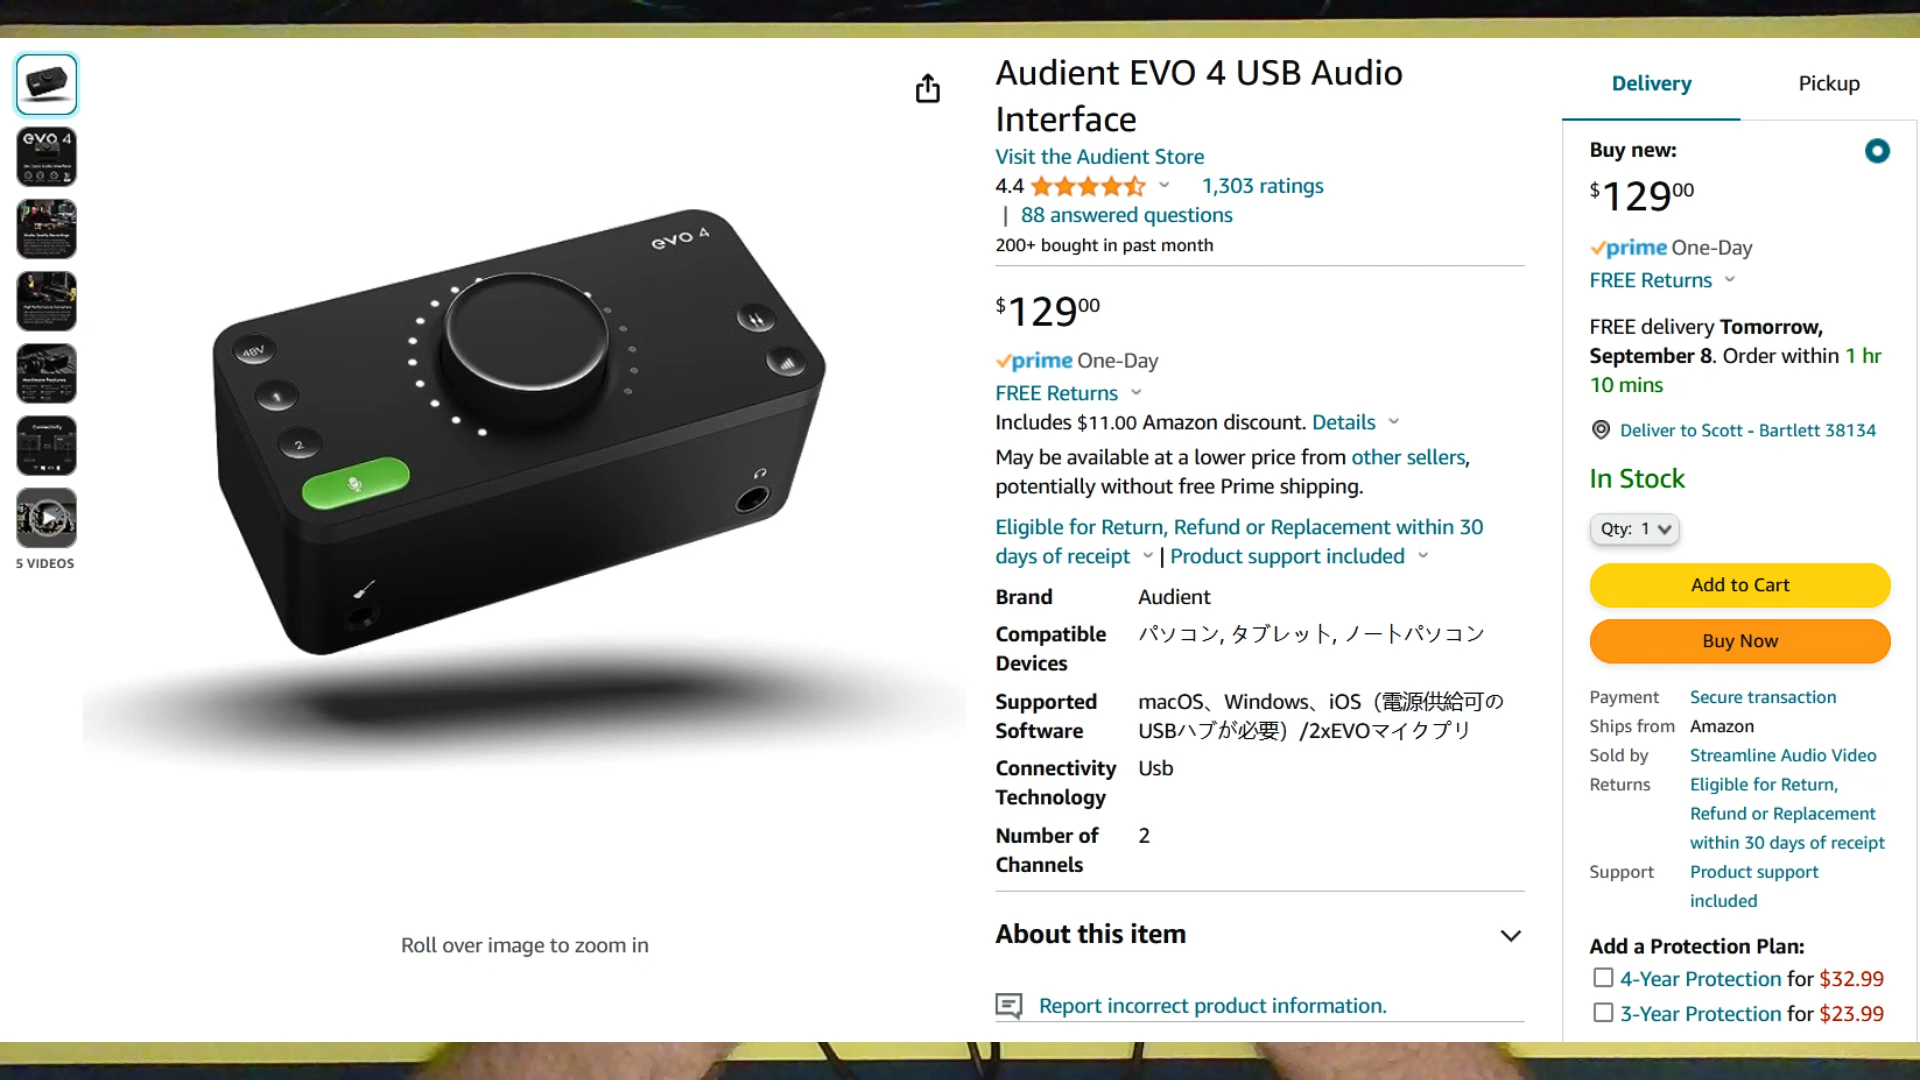 Audient EVO 4 USB Audio
Interface
Visit the Audient Store
4.4 1,303 ratings
| 88 answered questions
200+ bought in past month
$12900
prime One-Day
FREE Returns
Includes $11.00 Amazon discount. Details
May be available at a lower price from other sellers,
potentially without free Prime shipping.
Eligible for Return, Refund or Replacement within 30
days of receipt | Product support included
Brand Audient
Compatible パソコン, タブレット, ノートパソコン
Devices
Supported macOS、Windows、iOS（電源供給可の
Software USBハブが必要）/2xEVOマイクプリ
Connectivity Usb
Technology
Number of 2
Channels
About this item
Report incorrect product information.
Delivery Pickup
Buy new:
$12900
prime One-Day
FREE Returns
FREE delivery Tomorrow,
September 8. Order within 1 hr
10 mins
Deliver to Scott - Bartlett 38134
In Stock
Qty: 1
Add to Cart
Buy Now
Payment Secure transaction
Ships from Amazon
Sold by Streamline Audio Video
Returns Eligible for Return,
Refund or Replacement
within 30 days of receipt
Support Product support
included
Add a Protection Plan:
4-Year Protection for $32.99
3-Year Protection for $23.99
evo 4
48V
1
2
evo 4
Hardware Features
Connectivity
5 VIDEOS
Roll over image to zoom in